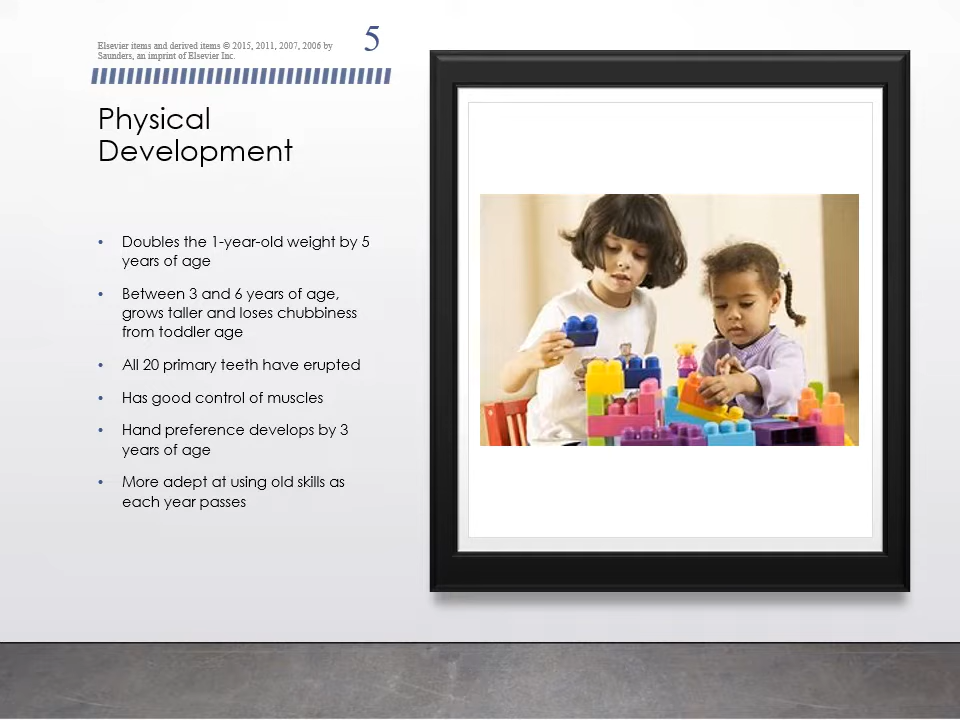 Elsevier items and derived items © 2015, 2011, 2007, 2006 by
Saunders, an imprint of Elsevier Inc.
5
Physical
Development
• Doubles the 1-year-old weight by 5
years of age
• Between 3 and 6 years of age,
grows taller and loses chubbiness
from toddler age
• All 20 primary teeth have erupted
• Has good control of muscles
• Hand preference develops by 3
years of age
• More adept at using old skills as
each year passes